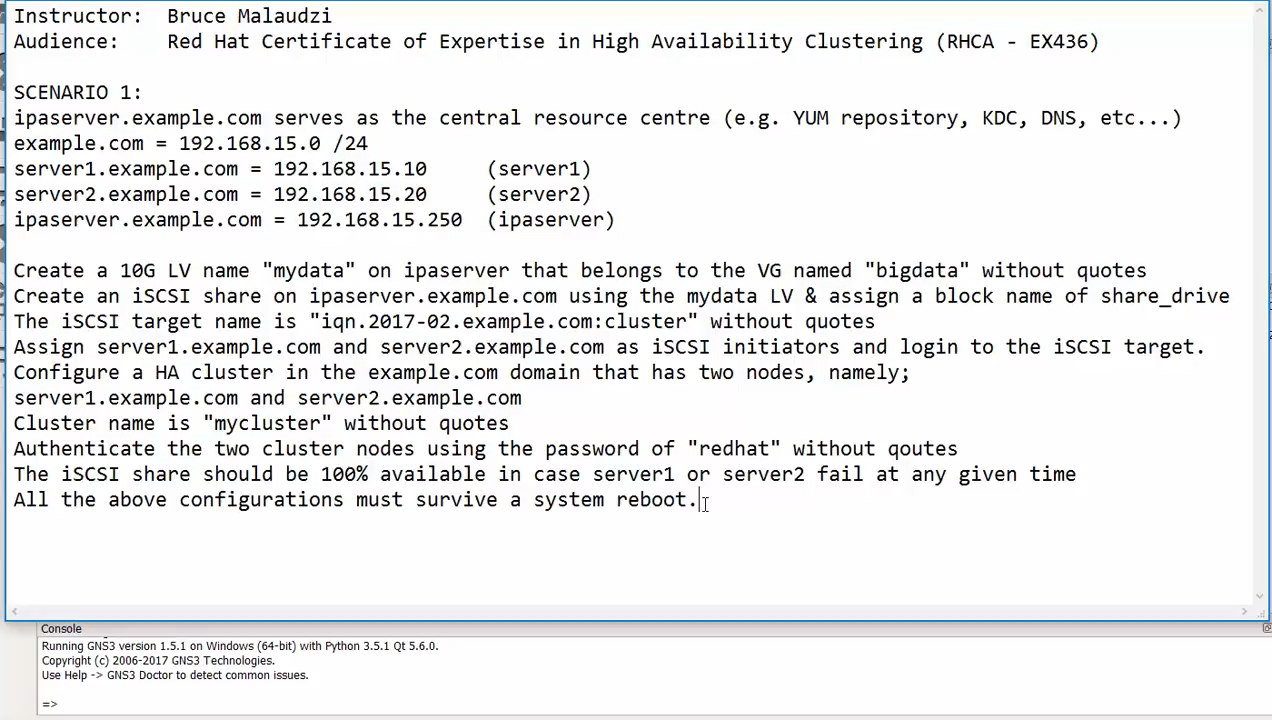 Instructor:  Bruce Malaudzi
Audience:    Red Hat Certificate of Expertise in High Availability Clustering (RHCA - EX436)
SCENARIO 1:
ipaserver.example.com serves as the central resource centre (e.g. YUM repository, KDC, DNS, etc...)
example.com = 192.168.15.0 /24
server1.example.com = 192.168.15.10     (server1)
server2.example.com = 192.168.15.20     (server2)
ipaserver.example.com = 192.168.15.250  (ipaserver)
Create a 10G LV name "mydata" on ipaserver that belongs to the VG named "bigdata" without quotes
Create an iSCSI share on ipaserver.example.com using the mydata LV & assign a block name of share_drive
The iSCSI target name is "iqn.2017-02.example.com:cluster" without quotes
Assign server1.example.com and server2.example.com as iSCSI initiators and login to the iSCSI target.
Configure a HA cluster in the example.com domain that has two nodes, namely;
server1.example.com and server2.example.com
Cluster name is "mycluster" without quotes
Authenticate the two cluster nodes using the password of "redhat" without qoutes
The iSCSI share should be 100% available in case server1 or server2 fail at any given time
All the above configurations must survive a system reboot.
Console
Running GNS3 version 1.5.1 on Windows (64-bit) with Python 3.5.1 Qt 5.6.0.
Copyright (c) 2006-2017 GNS3 Technologies.
Use Help -> GNS3 Doctor to detect common issues.
=>